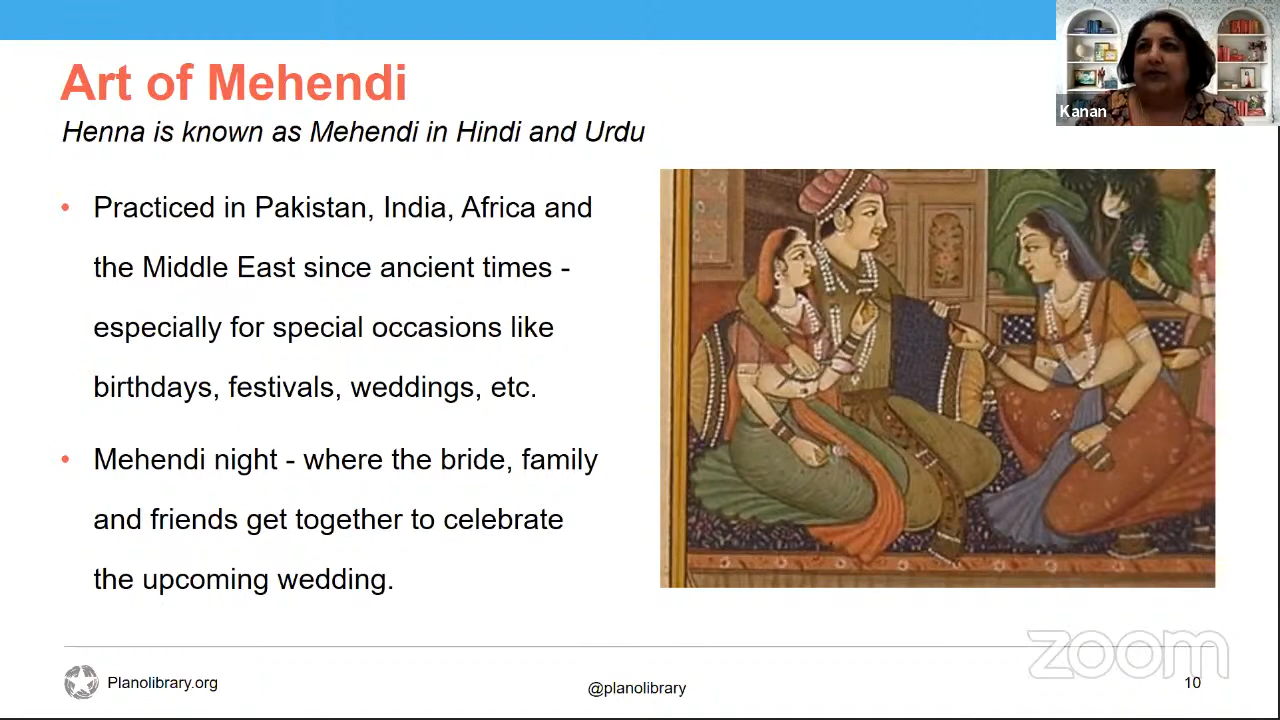 Art of Mehendi
Kanan
Henna is known as Mehendi in Hindi and Urdu
• Practiced in Pakistan, India, Africa and
the Middle East since ancient times -
especially for special occasions like
birthdays, festivals, weddings, etc.
• Mehendi night - where the bride, family
and friends get together to celebrate
the upcoming wedding.
zoom
Planolibrary.org
@planolibrary
10